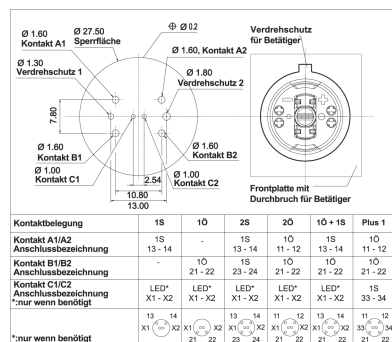 Ø 1.60
Kontakt A1
Ø 27.50
Sperrfläche
Ø 0.2
Ø 1.60, Kontakt A2
Ø 1.30
Verdrehschutz 1
Ø 1.80
Verdrehschutz 2
7.80
Ø 1.60
Kontakt B1
Ø 1.60
Kontakt B2
Ø 1.00
Kontakt C1
Ø 1.00
Kontakt C2
2.54
10.80
13.00
Verdrehschutz
für Betätiger
- +
Frontplatte mit
Durchbruch für Betätiger
Kontaktbelegung 1S 1Ö 2S 2Ö 1Ö + 1S Plus 1
Kontakt A1/A2 1S - 1S 1Ö 1S 1Ö
Anschlussbezeichnung 13 - 14 13 - 14 11 - 12 13 - 14 11 - 12
Kontakt B1/B2 - 1Ö 1S 1Ö 1Ö 1Ö
Anschlussbezeichnung 21 - 22 23 - 24 21 - 22 21 - 22 21 - 22
Kontakt C1/C2 LED* LED* LED* LED* LED* 1S
Anschlussbezeichnung X1 - X2 X1 - X2 X1 - X2 X1 - X2 X1 - X2 33 - 34
*:nur wenn benötigt
13 14 13 14 11 12 13 14 11 12
X1 X2 X1 X2 X1 X2 X1 X2 X1 X2 33 34
*:nur wenn benötigt 21 22 23 24 21 22 21 22 21 22